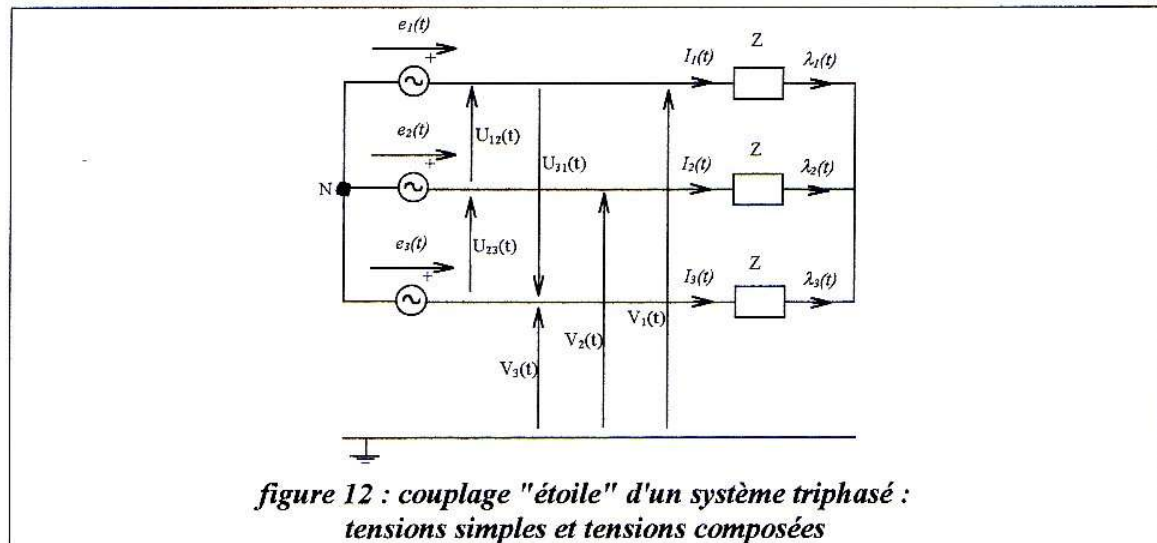 e₁(t)
+
Z
I₁(t)
λ₁(t)
e₂(t)
+
U₁₂(t)
U₃₁(t)
Z
I₂(t)
λ₂(t)
N
e₃(t)
+
U₂₃(t)
Z
I₃(t)
λ₃(t)
V₁(t)
V₂(t)
V₃(t)
figure 12 : couplage "étoile" d'un système triphasé :
tensions simples et tensions composées